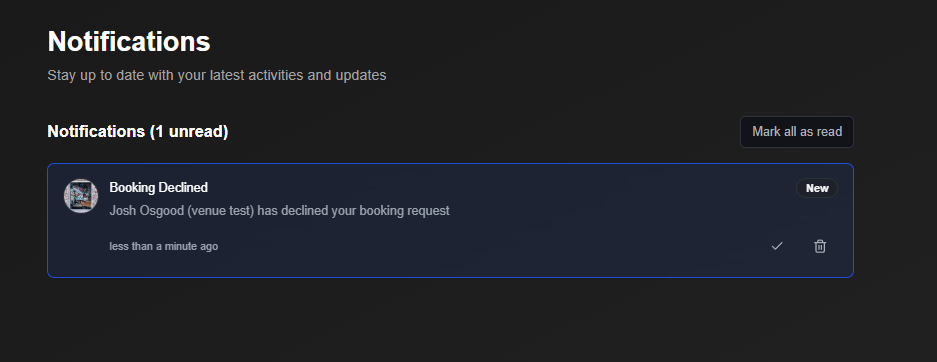 Notifications
Stay up to date with your latest activities and updates
Notifications (1 unread)
Mark all as read
Booking Declined
New
Josh Osgood (venue test) has declined your booking request
less than a minute ago